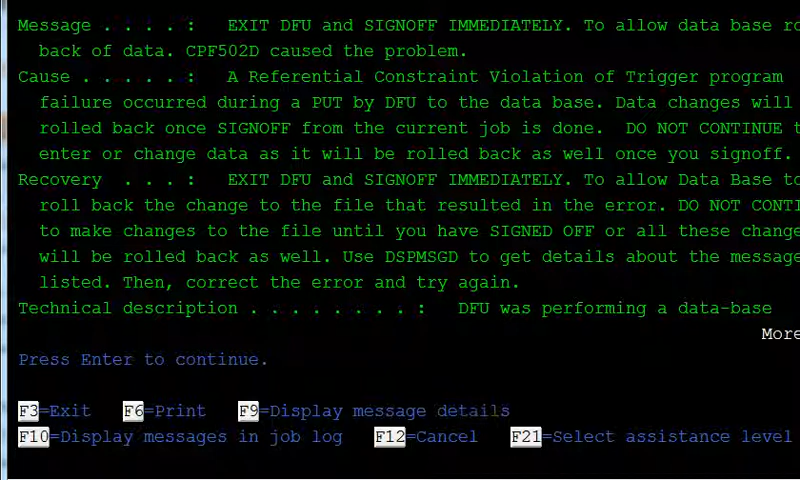 Message . . . . :   EXIT DFU and SIGNOFF IMMEDIATELY. To allow data base ro
back of data. CPF502D caused the problem.
Cause . . . . . :   A Referential Constraint Violation of Trigger program
failure occurred during a PUT by DFU to the data base. Data changes will
rolled back once SIGNOFF from the current job is done.  DO NOT CONTINUE t
enter or change data as it will be rolled back as well once you signoff.
Recovery  . . . :   EXIT DFU and SIGNOFF IMMEDIATELY. To allow Data Base to
roll back the change to the file that resulted in the error. DO NOT CONTI
to make changes to the file until you have SIGNED OFF or all these change
will be rolled back as well. Use DSPMSGD to get details about the message
listed. Then, correct the error and try again.
Technical description . . . . . . . . :   DFU was performing a data-base
More
Press Enter to continue.
F3=Exit   F6=Print   F9=Display message details
F10=Display messages in job log   F12=Cancel   F21=Select assistance level